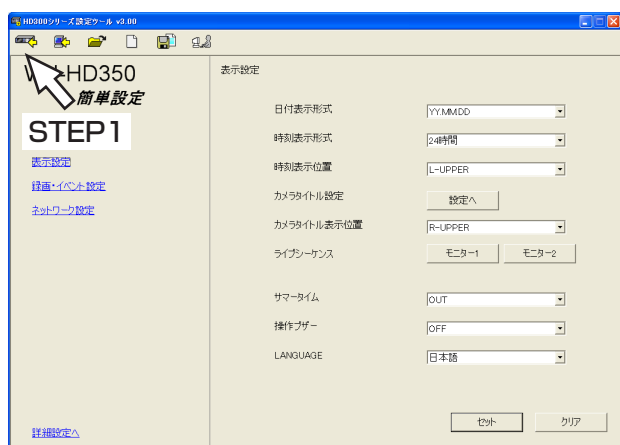 HD300シリーズ設定ツール v3.00
-HD350
簡単設定
STEP1
表示設定
録画・イベント設定
ネットワーク設定
詳細設定へ
表示設定
日付表示形式 YY.MM.DD
時刻表示形式 24時間
時刻表示位置 L-UPPER
カメラタイトル設定 設定へ
カメラタイトル表示位置 R-UPPER
ライブシーケンス モニター1 モニター2
サマータイム OUT
操作ブザー OFF
LANGUAGE 日本語
セット クリア